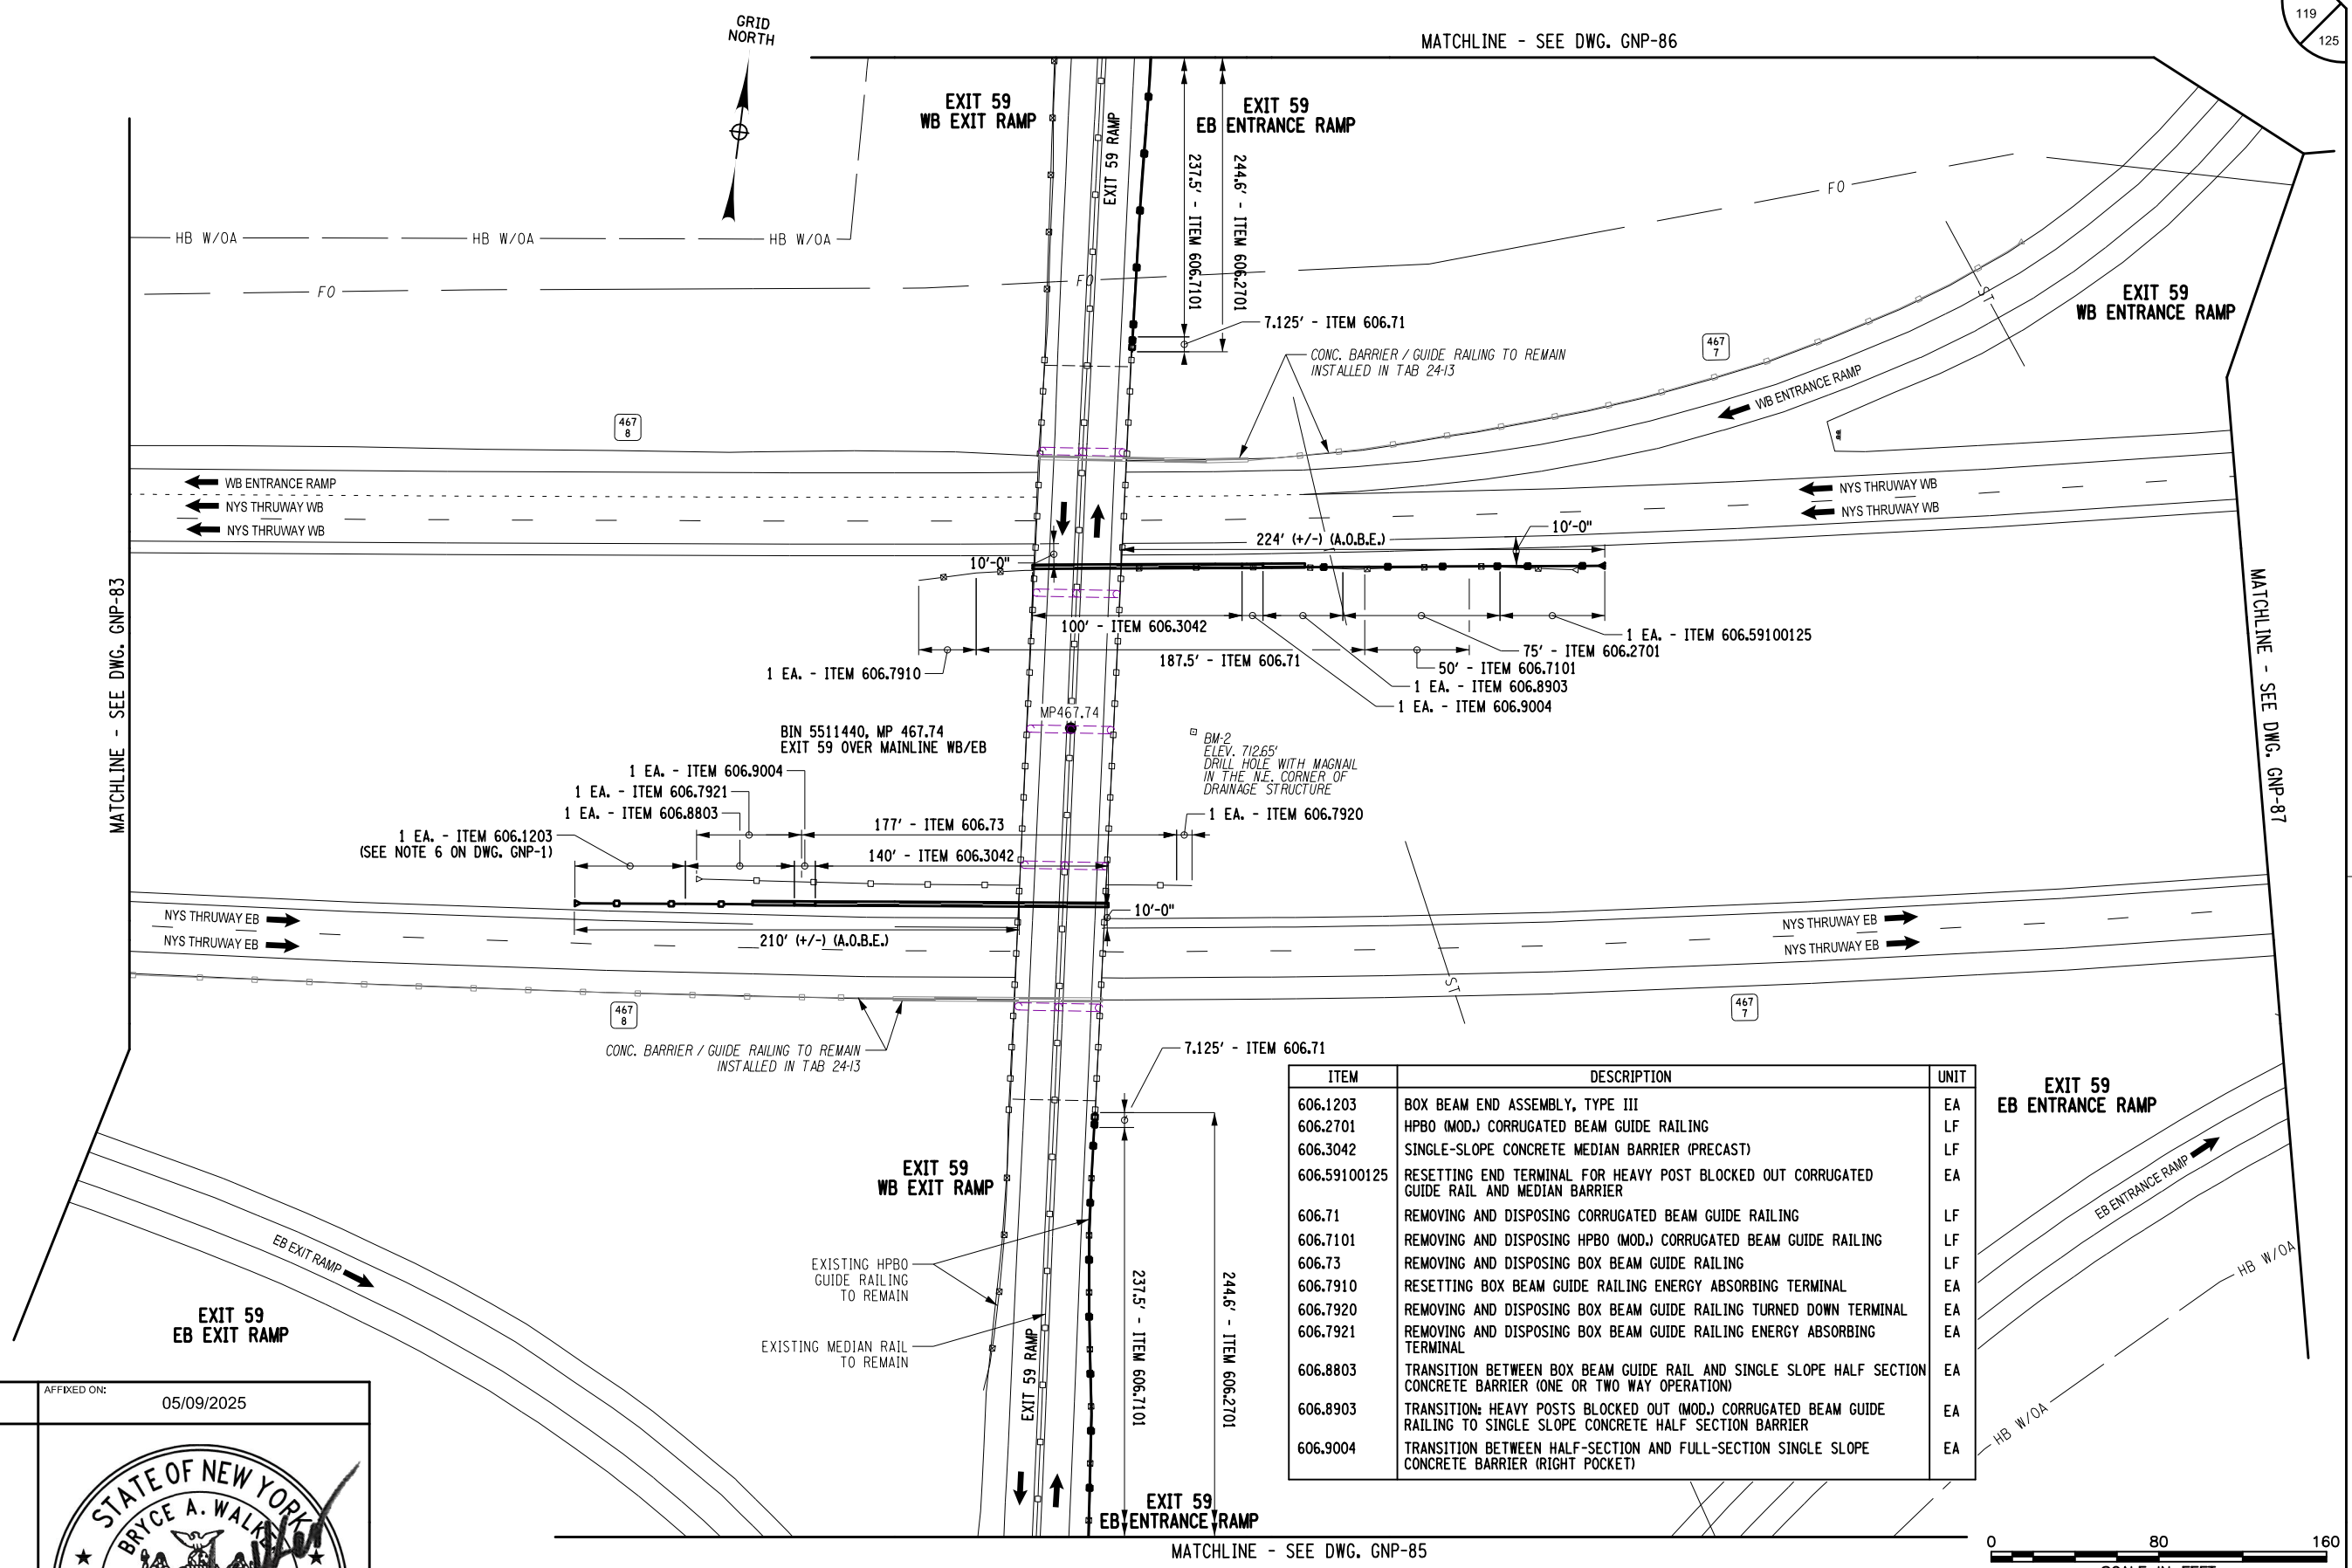 GRID
NORTH
MATCHLINE - SEE DWG. GNP-86
119
125
EXIT 59
WB EXIT RAMP
EXIT 59 RAMP
EXIT 59
EB ENTRANCE RAMP
237.5' - ITEM 606.7101
244.6' - ITEM 606.2701
FO
HB W/OA
HB W/OA
HB W/OA
FO
FO
ST
EXIT 59
WB ENTRANCE RAMP
7.125' - ITEM 606.71
CONC. BARRIER / GUIDE RAILING TO REMAIN
INSTALLED IN TAB 24-13
467
7
WB ENTRANCE RAMP
467
8
WB ENTRANCE RAMP
NYS THRUWAY WB
NYS THRUWAY WB
NYS THRUWAY WB
NYS THRUWAY WB
10'-0"
224' (+/-) (A.O.B.E.)
10'-0"
MATCHLINE - SEE DWG. GNP-83
MATCHLINE - SEE DWG. GNP-87
100' - ITEM 606.3042
1 EA. - ITEM 606.59100125
75' - ITEM 606.2701
187.5' - ITEM 606.71
50' - ITEM 606.7101
1 EA. - ITEM 606.7910
1 EA. - ITEM 606.8903
1 EA. - ITEM 606.9004
MP467.74
BIN 5511440, MP 467.74
EXIT 59 OVER MAINLINE WB/EB
BM-2
ELEV. 712.65'
DRILL HOLE WITH MAGNAIL
IN THE N.E. CORNER OF
DRAINAGE STRUCTURE
1 EA. - ITEM 606.9004
1 EA. - ITEM 606.7921
1 EA. - ITEM 606.8803
1 EA. - ITEM 606.7920
177' - ITEM 606.73
1 EA. - ITEM 606.1203
(SEE NOTE 6 ON DWG. GNP-1)
140' - ITEM 606.3042
10'-0"
NYS THRUWAY EB
NYS THRUWAY EB
210' (+/-) (A.O.B.E.)
NYS THRUWAY EB
NYS THRUWAY EB
ST
467
8
467
7
CONC. BARRIER / GUIDE RAILING TO REMAIN
INSTALLED IN TAB 24-13
7.125' - ITEM 606.71
EXIT 59
WB EXIT RAMP
EXIT 59
EB ENTRANCE RAMP
EB ENTRANCE RAMP
HB W/OA
HB W/OA
EB EXIT RAMP
EXIT 59
EB EXIT RAMP
EXISTING HPBO
GUIDE RAILING
TO REMAIN
EXISTING MEDIAN RAIL
TO REMAIN
EXIT 59 RAMP
237.5' - ITEM 606.7101
244.6' - ITEM 606.2701
EXIT 59
EB ENTRANCE RAMP
ITEM DESCRIPTION UNIT
606.1203 BOX BEAM END ASSEMBLY, TYPE III EA
606.2701 HPBO (MOD.) CORRUGATED BEAM GUIDE RAILING LF
606.3042 SINGLE-SLOPE CONCRETE MEDIAN BARRIER (PRECAST) LF
606.59100125 RESETTING END TERMINAL FOR HEAVY POST BLOCKED OUT CORRUGATED EA
GUIDE RAIL AND MEDIAN BARRIER
606.71 REMOVING AND DISPOSING CORRUGATED BEAM GUIDE RAILING LF
606.7101 REMOVING AND DISPOSING HPBO (MOD.) CORRUGATED BEAM GUIDE RAILING LF
606.73 REMOVING AND DISPOSING BOX BEAM GUIDE RAILING LF
606.7910 RESETTING BOX BEAM GUIDE RAILING ENERGY ABSORBING TERMINAL EA
606.7920 REMOVING AND DISPOSING BOX BEAM GUIDE RAILING TURNED DOWN TERMINAL EA
606.7921 REMOVING AND DISPOSING BOX BEAM GUIDE RAILING ENERGY ABSORBING EA
TERMINAL
606.8803 TRANSITION BETWEEN BOX BEAM GUIDE RAIL AND SINGLE SLOPE HALF SECTION EA
CONCRETE BARRIER (ONE OR TWO WAY OPERATION)
606.8903 TRANSITION: HEAVY POSTS BLOCKED OUT (MOD.) CORRUGATED BEAM GUIDE EA
RAILING TO SINGLE SLOPE CONCRETE HALF SECTION BARRIER
606.9004 TRANSITION BETWEEN HALF-SECTION AND FULL-SECTION SINGLE SLOPE EA
CONCRETE BARRIER (RIGHT POCKET)
AFFIXED ON:
05/09/2025
STATE OF NEW YORK
BRYCE A.
MATCHLINE - SEE DWG. GNP-85
0 80 160